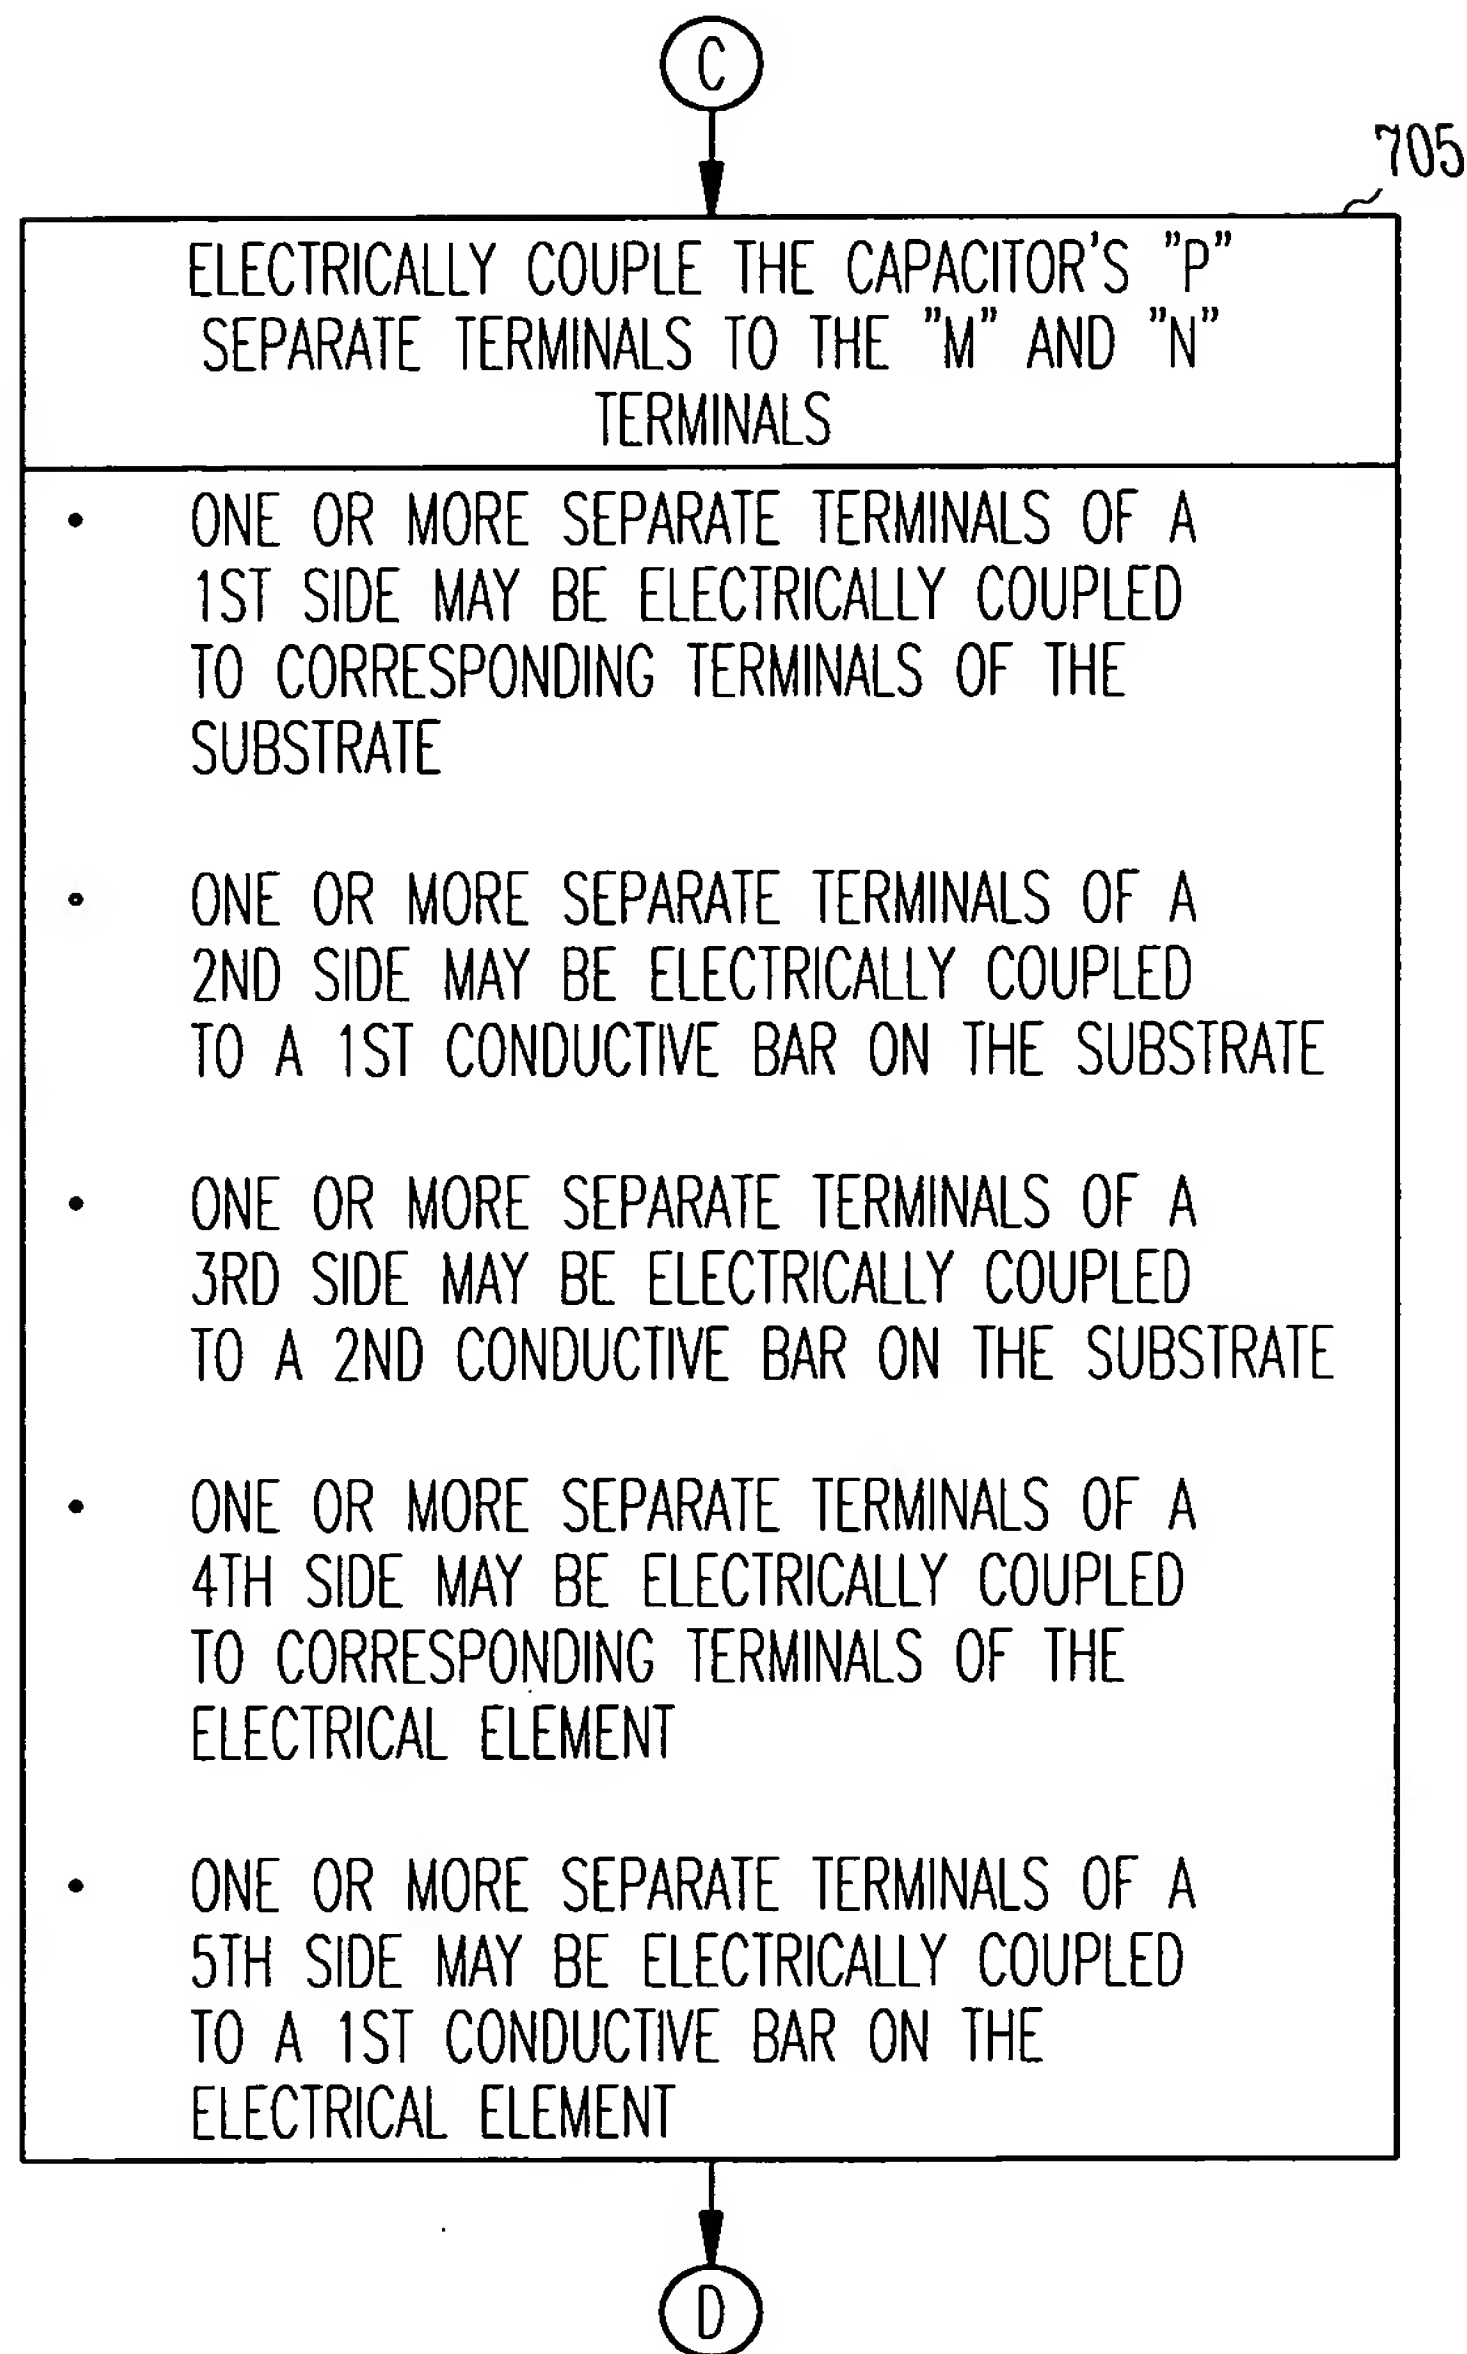 C
705
ELECTRICALLY COUPLE THE CAPACITOR'S "P"
SEPARATE TERMINALS TO THE "M" AND "N"
TERMINALS
• ONE OR MORE SEPARATE TERMINALS OF A
1ST SIDE MAY BE ELECTRICALLY COUPLED
TO CORRESPONDING TERMINALS OF THE
SUBSTRATE
• ONE OR MORE SEPARATE TERMINALS OF A
2ND SIDE MAY BE ELECTRICALLY COUPLED
TO A 1ST CONDUCTIVE BAR ON THE SUBSTRATE
• ONE OR MORE SEPARATE TERMINALS OF A
3RD SIDE MAY BE ELECTRICALLY COUPLED
TO A 2ND CONDUCTIVE BAR ON THE SUBSTRATE
• ONE OR MORE SEPARATE TERMINALS OF A
4TH SIDE MAY BE ELECTRICALLY COUPLED
TO CORRESPONDING TERMINALS OF THE
ELECTRICAL ELEMENT
• ONE OR MORE SEPARATE TERMINALS OF A
5TH SIDE MAY BE ELECTRICALLY COUPLED
TO A 1ST CONDUCTIVE BAR ON THE
ELECTRICAL ELEMENT
D